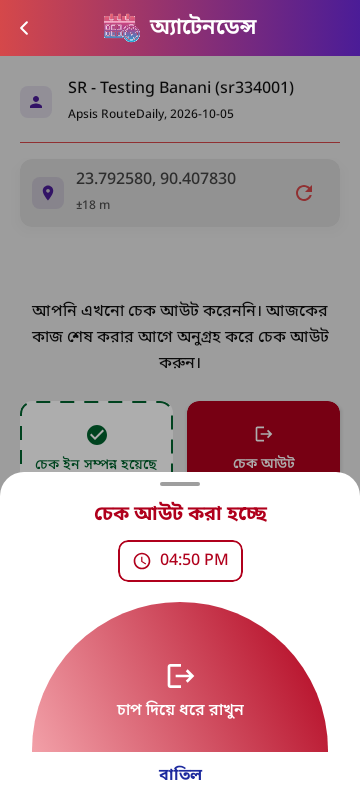 অ্যাটেনডেন্স
SR - Testing Banani (sr334001)
Apsis RouteDaily, 2026-10-05
23.792580, 90.407830
±18 m
আপনি এখনো চেক আউট করেননি। আজকের
কাজ শেষ করার আগে অনুগ্রহ করে চেক আউট
করুন।
চেক ইন সম্পন্ন হয়েছে
চেক আউট
চেক আউট করা হচ্ছে
04:50 PM
চাপ দিয়ে ধরে রাখুন
বাতিল